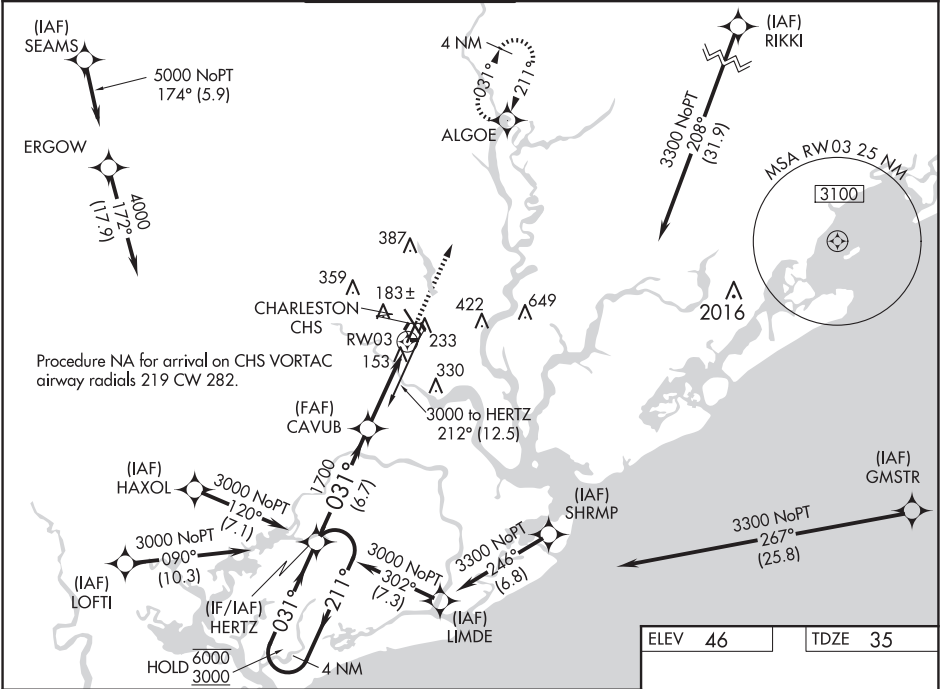 (IAF)
SEAMS
5000 NoPT
174° (5.9)
ERGOW
4000
172°
(17.9)
4 NM
031°
211°
ALGOE
(IAF)
RIKKI
3300 NoPT
208°
(31.9)
MSA RW03 25 NM
3100
387
359
183±
CHARLESTON
CHS
422
649
2016
RW03
233
153
330
Procedure NA for arrival on CHS VORTAC
airway radials 219 CW 282.
3000 to HERTZ
212° (12.5)
(FAF)
CAVUB
1700
031°
(6.7)
(IAF)
HAXOL
3000 NoPT
120°
(7.1)
(IAF)
SHRMP
(IAF)
GMSTR
3300 NoPT
267°
(25.8)
3000 NoPT
090°
(10.3)
(IAF)
LOFTI
3000 NoPT
302°
(7.3)
3300 NoPT
246°
(6.8)
(IF/IAF)
HERTZ
031°
211°
(IAF)
LIMDE
HOLD 6000
3000
4 NM
ELEV 46
TDZE 35